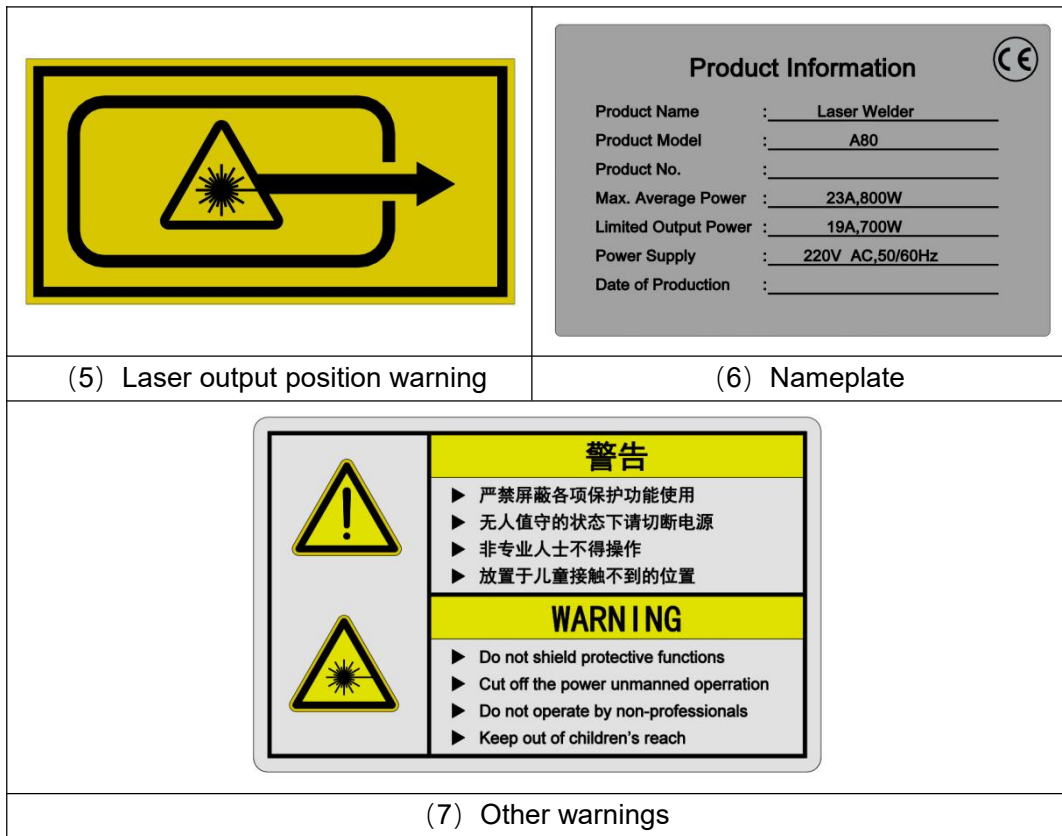 CE
Product Information
Product Name : Laser Welder
Product Model : A80
Product No. :
Max. Average Power : 23A,800W
Limited Output Power : 19A,700W
Power Supply : 220V AC,50/60Hz
Date of Production :
（5）Laser output position warning
（6）Nameplate
警告
▶ 严禁屏蔽各项保护功能使用
▶ 无人值守的状态下请切断电源
▶ 非专业人士不得操作
▶ 放置于儿童接触不到的位置
WARNING
▶ Do not shield protective functions
▶ Cut off the power unmanned operration
▶ Do not operate by non-professionals
▶ Keep out of children's reach
（7）Other warnings